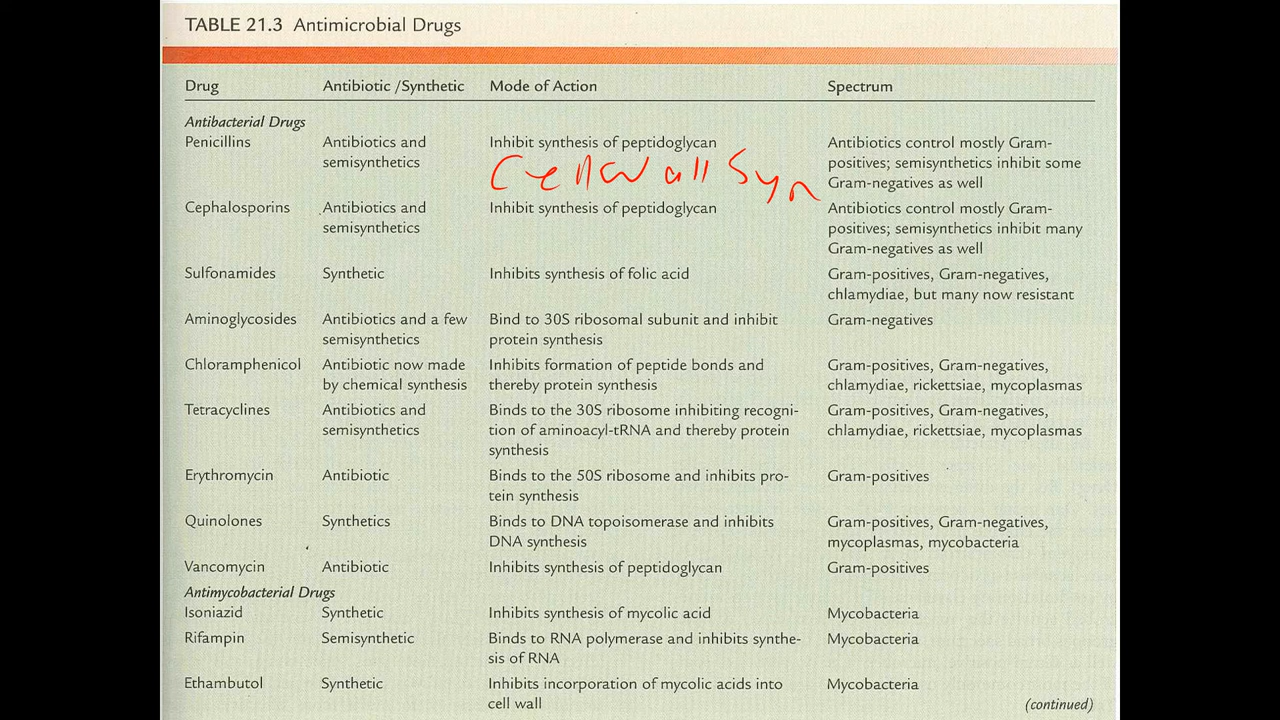 TABLE 21.3 Antimicrobial Drugs
Drug Antibiotic /Synthetic Mode of Action Spectrum
Antibacterial Drugs
Penicillins Antibiotics and Inhibit synthesis of peptidoglycan Antibiotics control mostly Gram-
semisynthetics positives; semisynthetics inhibit some
Cell wall Syn Gram-negatives as well
Cephalosporins Antibiotics and Inhibit synthesis of peptidoglycan Antibiotics control mostly Gram-
semisynthetics positives; semisynthetics inhibit many
Gram-negatives as well
Sulfonamides Synthetic Inhibits synthesis of folic acid Gram-positives, Gram-negatives,
chlamydiae, but many now resistant
Aminoglycosides Antibiotics and a few Bind to 30S ribosomal subunit and inhibit Gram-negatives
semisynthetics protein synthesis
Chloramphenicol Antibiotic now made Inhibits formation of peptide bonds and Gram-positives, Gram-negatives,
by chemical synthesis thereby protein synthesis chlamydiae, rickettsiae, mycoplasmas
Tetracyclines Antibiotics and Binds to the 30S ribosome inhibiting recogni- Gram-positives, Gram-negatives,
semisynthetics tion of aminoacyl-tRNA and thereby protein chlamydiae, rickettsiae, mycoplasmas
synthesis
Erythromycin Antibiotic Binds to the 50S ribosome and inhibits pro- Gram-positives
tein synthesis
Quinolones Synthetics Binds to DNA topoisomerase and inhibits Gram-positives, Gram-negatives,
DNA synthesis mycoplasmas, mycobacteria
Vancomycin Antibiotic Inhibits synthesis of peptidoglycan Gram-positives
Antimycobacterial Drugs
Isoniazid Synthetic Inhibits synthesis of mycolic acid Mycobacteria
Rifampin Semisynthetic Binds to RNA polymerase and inhibits synthe- Mycobacteria
sis of RNA
Ethambutol Synthetic Inhibits incorporation of mycolic acids into Mycobacteria
cell wall (continued)